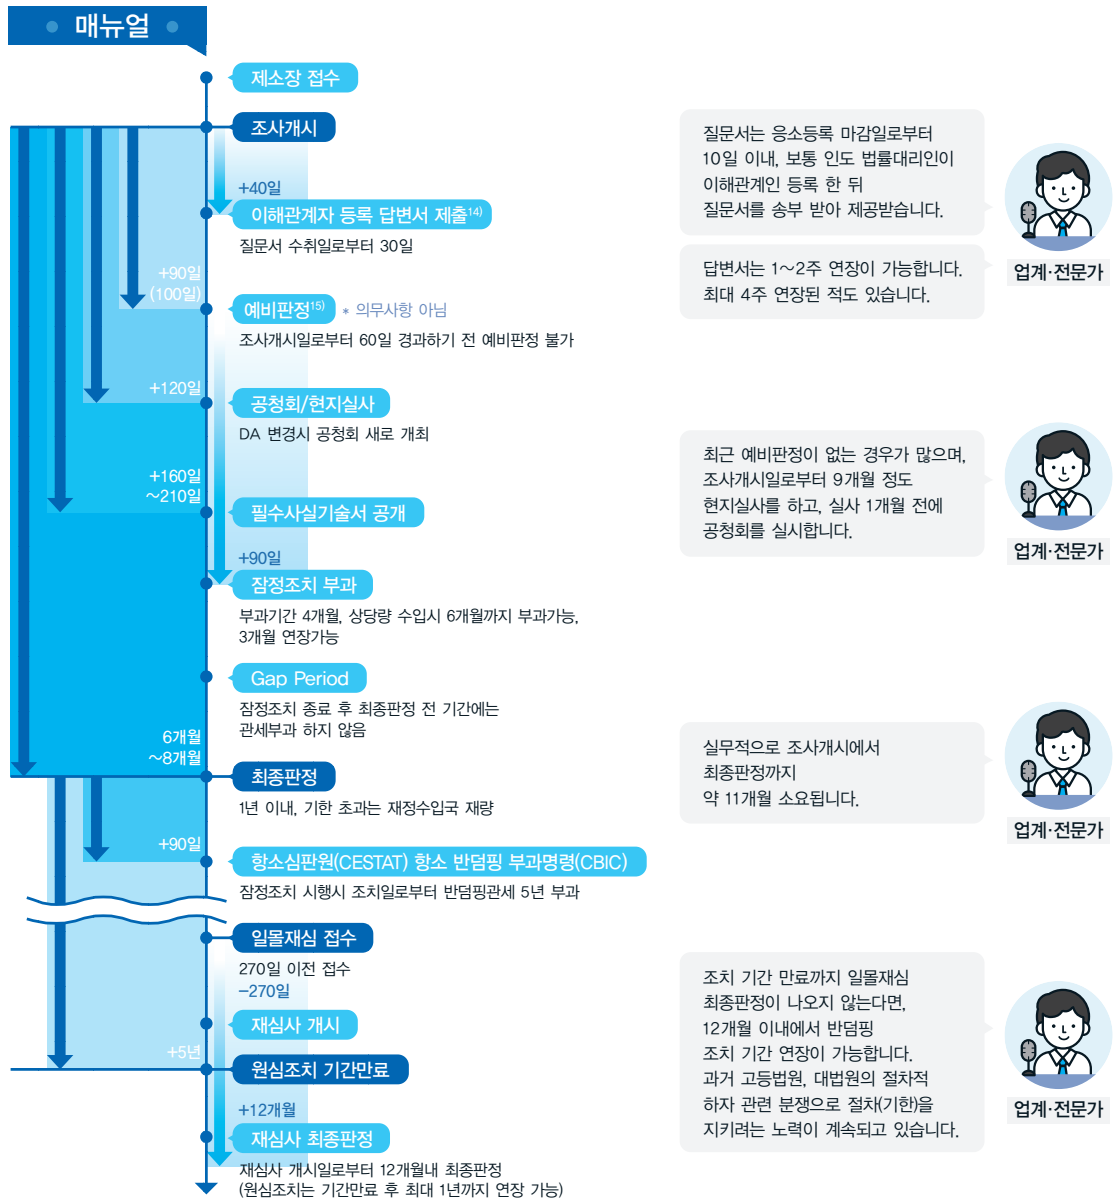 매뉴얼
제소장 접수
조사개시
+40일
이해관계자 등록 답변서 제출14)
질문서 수취일로부터 30일
+90일
(100일)
예비판정15) * 의무사항 아님
조사개시일로부터 60일 경과하기 전 예비판정 불가
+120일
공청회/현지실사
DA 변경시 공청회 새로 개최
+160일
~210일
필수사실기술서 공개
+90일
잠정조치 부과
부과기간 4개월, 상당량 수입시 6개월까지 부과가능,
3개월 연장가능
Gap Period
잠정조치 종료 후 최종판정 전 기간에는
관세부과 하지 않음
6개월
~8개월
최종판정
1년 이내, 기한 초과는 재정수입국 재량
+90일
항소심판원(CESTAT) 항소 반덤핑 부과명령(CBIC)
잠정조치 시행시 조치일로부터 반덤핑관세 5년 부과
일몰재심 접수
270일 이전 접수
-270일
재심사 개시
+5년
원심조치 기간만료
+12개월
재심사 최종판정
재심사 개시일로부터 12개월내 최종판정
(원심조치는 기간만료 후 최대 1년까지 연장 가능)
질문서는 응소등록 마감일로부터
10일 이내, 보통 인도 법률대리인이
이해관계인 등록 한 뒤
질문서를 송부 받아 제공받습니다.
답변서는 1~2주 연장이 가능합니다.
최대 4주 연장된 적도 있습니다.
업계·전문가
최근 예비판정이 없는 경우가 많으며,
조사개시일로부터 9개월 정도
현지실사를 하고, 실사 1개월 전에
공청회를 실시합니다.
업계·전문가
실무적으로 조사개시에서
최종판정까지
약 11개월 소요됩니다.
업계·전문가
조치 기간 만료까지 일몰재심
최종판정이 나오지 않는다면,
12개월 이내에서 반덤핑
조치 기간 연장이 가능합니다.
과거 고등법원, 대법원의 절차적
하자 관련 분쟁으로 절차(기한)을
지키려는 노력이 계속되고 있습니다.
업계·전문가